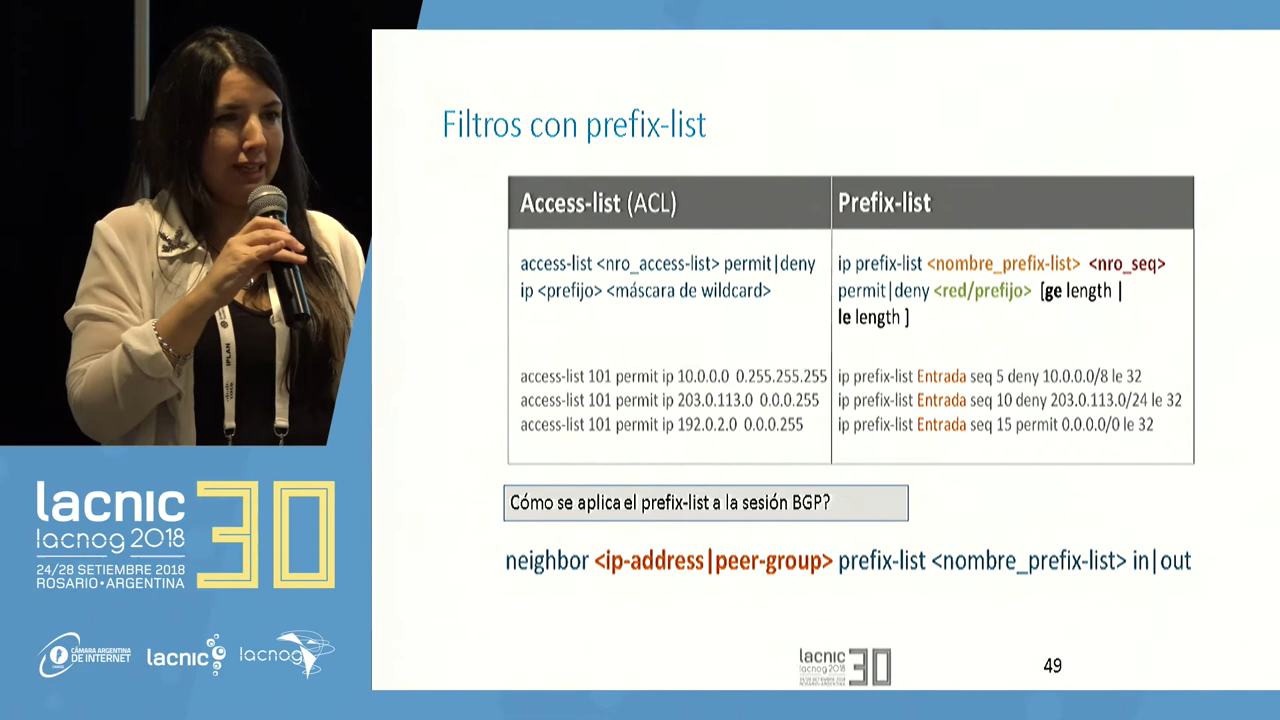 Filtros con prefix-list
Access-list (ACL)
Prefix-list
access-list <nro_access-list> permit|deny
ip <prefijo> <máscara de wildcard>
ip prefix-list <nombre_prefix-list> <nro_seq>
permit|deny <red/prefijo> [ge length |
le length ]
access-list 101 permit ip 10.0.0.0 0.255.255.255
access-list 101 permit ip 203.0.113.0 0.0.0.255
access-list 101 permit ip 192.0.2.0 0.0.0.255
ip prefix-list Entrada seq 5 deny 10.0.0.0/8 le 32
ip prefix-list Entrada seq 10 deny 203.0.113.0/24 le 32
ip prefix-list Entrada seq 15 permit 0.0.0.0/0 le 32
Cómo se aplica el prefix-list a la sesión BGP?
neighbor <ip-address|peer-group> prefix-list <nombre_prefix-list> in|out
lacnic 30
lacnog 2018
49
IPLAN
lacnic 30
lacnog 2018
24/28 SETIEMBRE 2018
ROSARIO•ARGENTINA
CÁMARA ARGENTINA
DE INTERNET
lacnic
lacnog